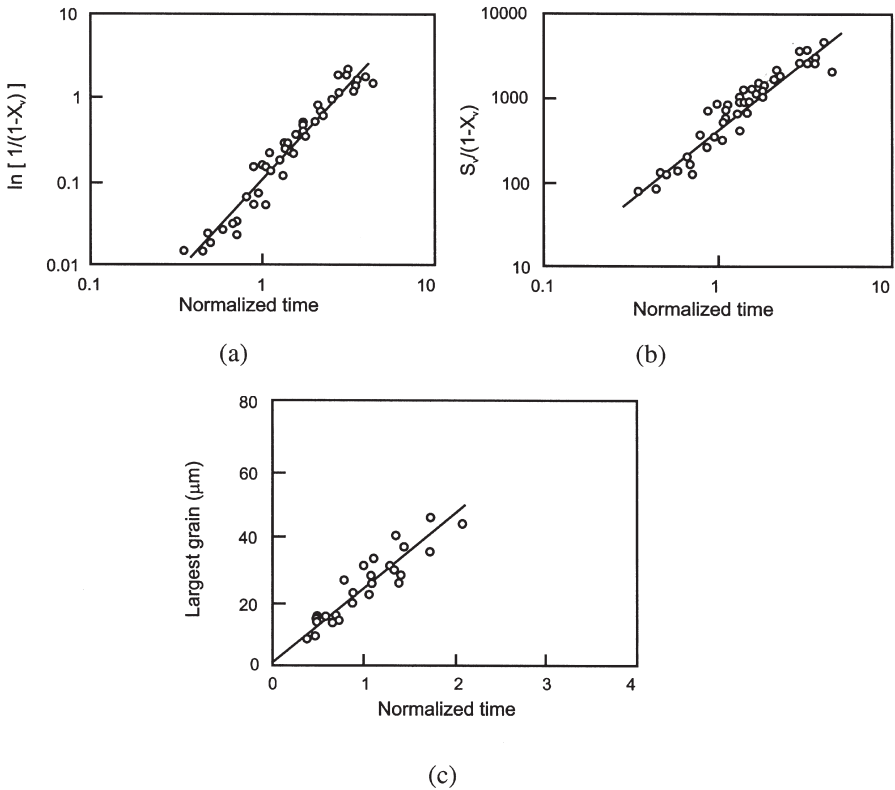 10
1
0.1
0.01
ln [ 1/(1-Xv) ]
0.1 1 10
Normalized time
(a)
10000
1000
100
10
Sv/(1-Xv)
0.1 1 10
Normalized time
(b)
80
60
40
20
0
Largest grain (μm)
0 1 2 3 4
Normalized time
(c)